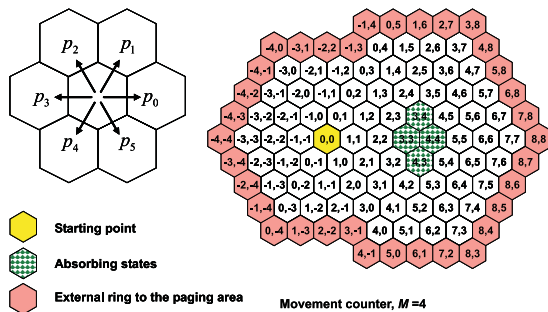 p2 p1
p3 p0
p4 p5
-1,4 0,5 1,6 2,7 3,8
-4,0 -3,1 -2,2 -1,3 0,4 1,5 2,6 3,7 4,8
-4,-1 -3,0 -2,1 -1,2 0,3 1,4 2,5 3,6 4,7 5,8
-4,-2 -3,-1 -2,0 -1,1 0,2 1,3 2,4 3,5 4,6 5,7 6,8
-4,-3 -3,-2 -2,-1 -1,0 0,1 1,2 2,3 3,4 4,5 5,6 6,7 7,8
-4,-4 -3,-3 -2,-2 -1,-1 0,0 1,1 2,2 3,3 4,4 5,5 6,6 7,7 8,8
-3,-4 -2,-3 -1,-2 0,-1 1,0 2,1 3,2 4,3 5,4 6,5 7,6 8,7
-2,-4 -1,-3 0,-2 1,-1 2,0 3,1 4,2 5,3 6,4 7,5 8,6
-1,-4 0,-3 1,-2 2,-1 3,0 4,1 5,2 6,3 7,4 8,5
0,-4 1,-3 2,-2 3,-1 4,0 5,1 6,2 7,3 8,4
4,-1 5,0 6,1 7,2 8,3
Starting point
Absorbing states
External ring to the paging area
Movement counter, M =4